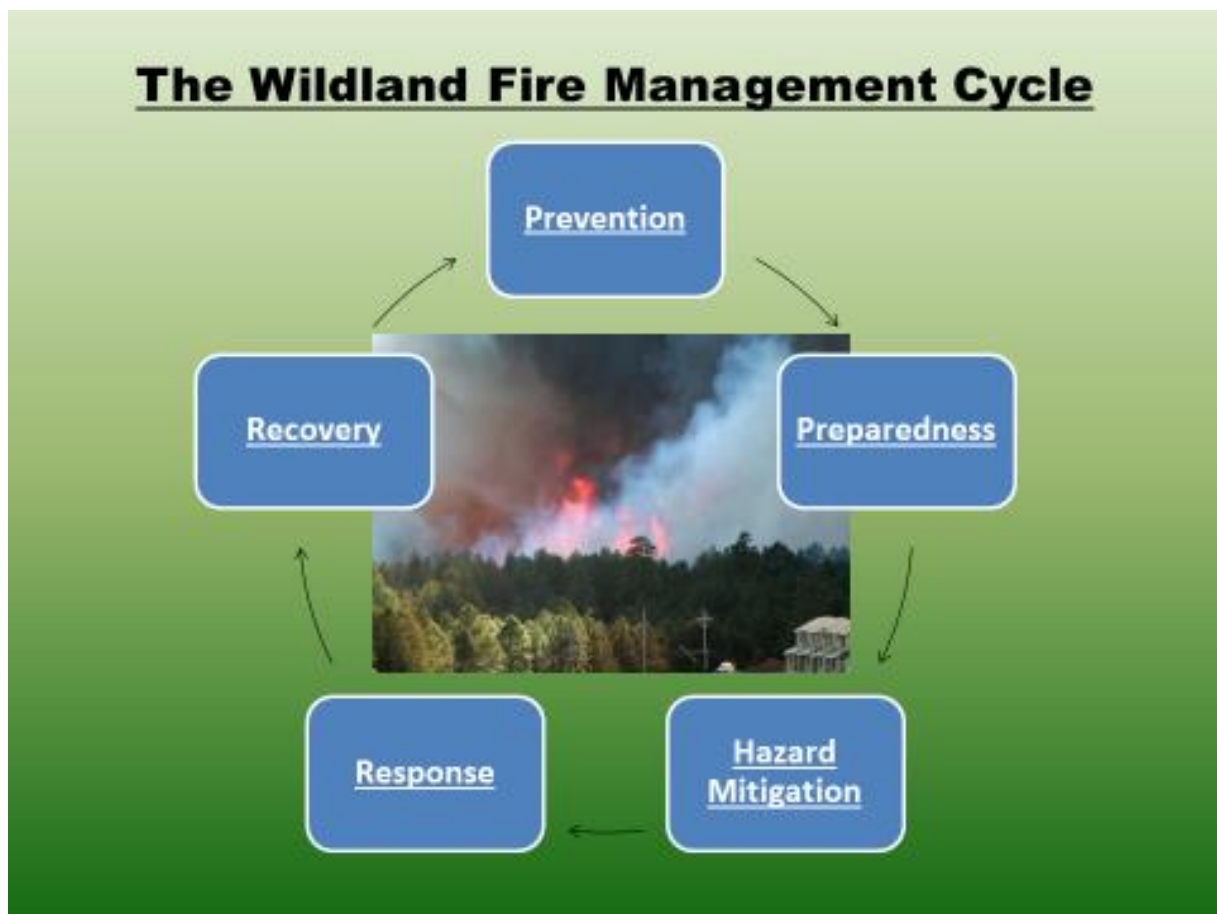 The Wildland Fire Management Cycle
Prevention
Preparedness
Hazard
Mitigation
Response
Recovery